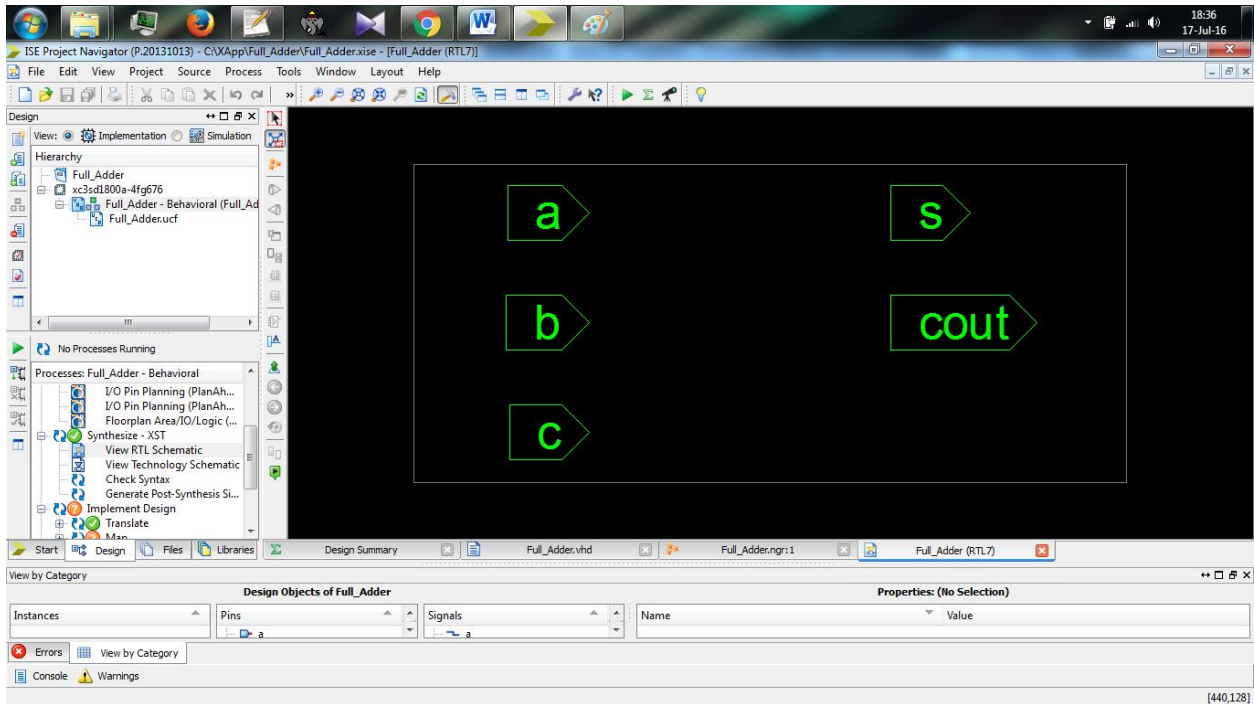 18:36
17-Jul-16
ISE Project Navigator (P.20131013) - C:\XApp\Full_Adder\Full_Adder.xise - [Full_Adder (RTL7)]
File Edit View Project Source Process Tools Window Layout Help
Design
View: Implementation Simulation
Hierarchy
Full_Adder
xc3sd1800a-4fg676
Full_Adder - Behavioral (Full_Ad
Full_Adder.ucf
No Processes Running
Processes: Full_Adder - Behavioral
I/O Pin Planning (PlanAh...
I/O Pin Planning (PlanAh...
Floorplan Area/IO/Logic (...
Synthesize - XST
View RTL Schematic
View Technology Schematic
Check Syntax
Generate Post-Synthesis Si...
Implement Design
Translate
Map
a s
b cout
c
Start Design Files Libraries Design Summary Full_Adder.vhd Full_Adder.ngr:1 Full_Adder (RTL7)
View by Category
Design Objects of Full_Adder Properties: (No Selection)
Instances Pins Signals Name Value
a a
Errors View by Category
Console Warnings
[440,128]